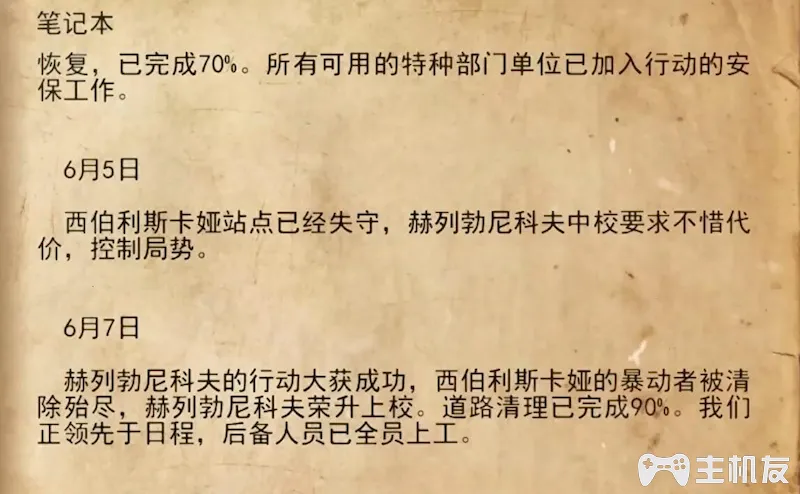 笔记本
恢复，已完成70%。所有可用的特种部门单位已加入行动的安
保工作。
6月5日
西伯利斯卡娅站点已经失守，赫列勃尼科夫中校要求不惜代
价，控制局势。
6月7日
赫列勃尼科夫的行动大获成功，西伯利斯卡娅的暴动者被清
除殆尽，赫列勃尼科夫荣升上校。道路清理已完成90%。我们
正领先于日程，后备人员已全员上工。
主机友